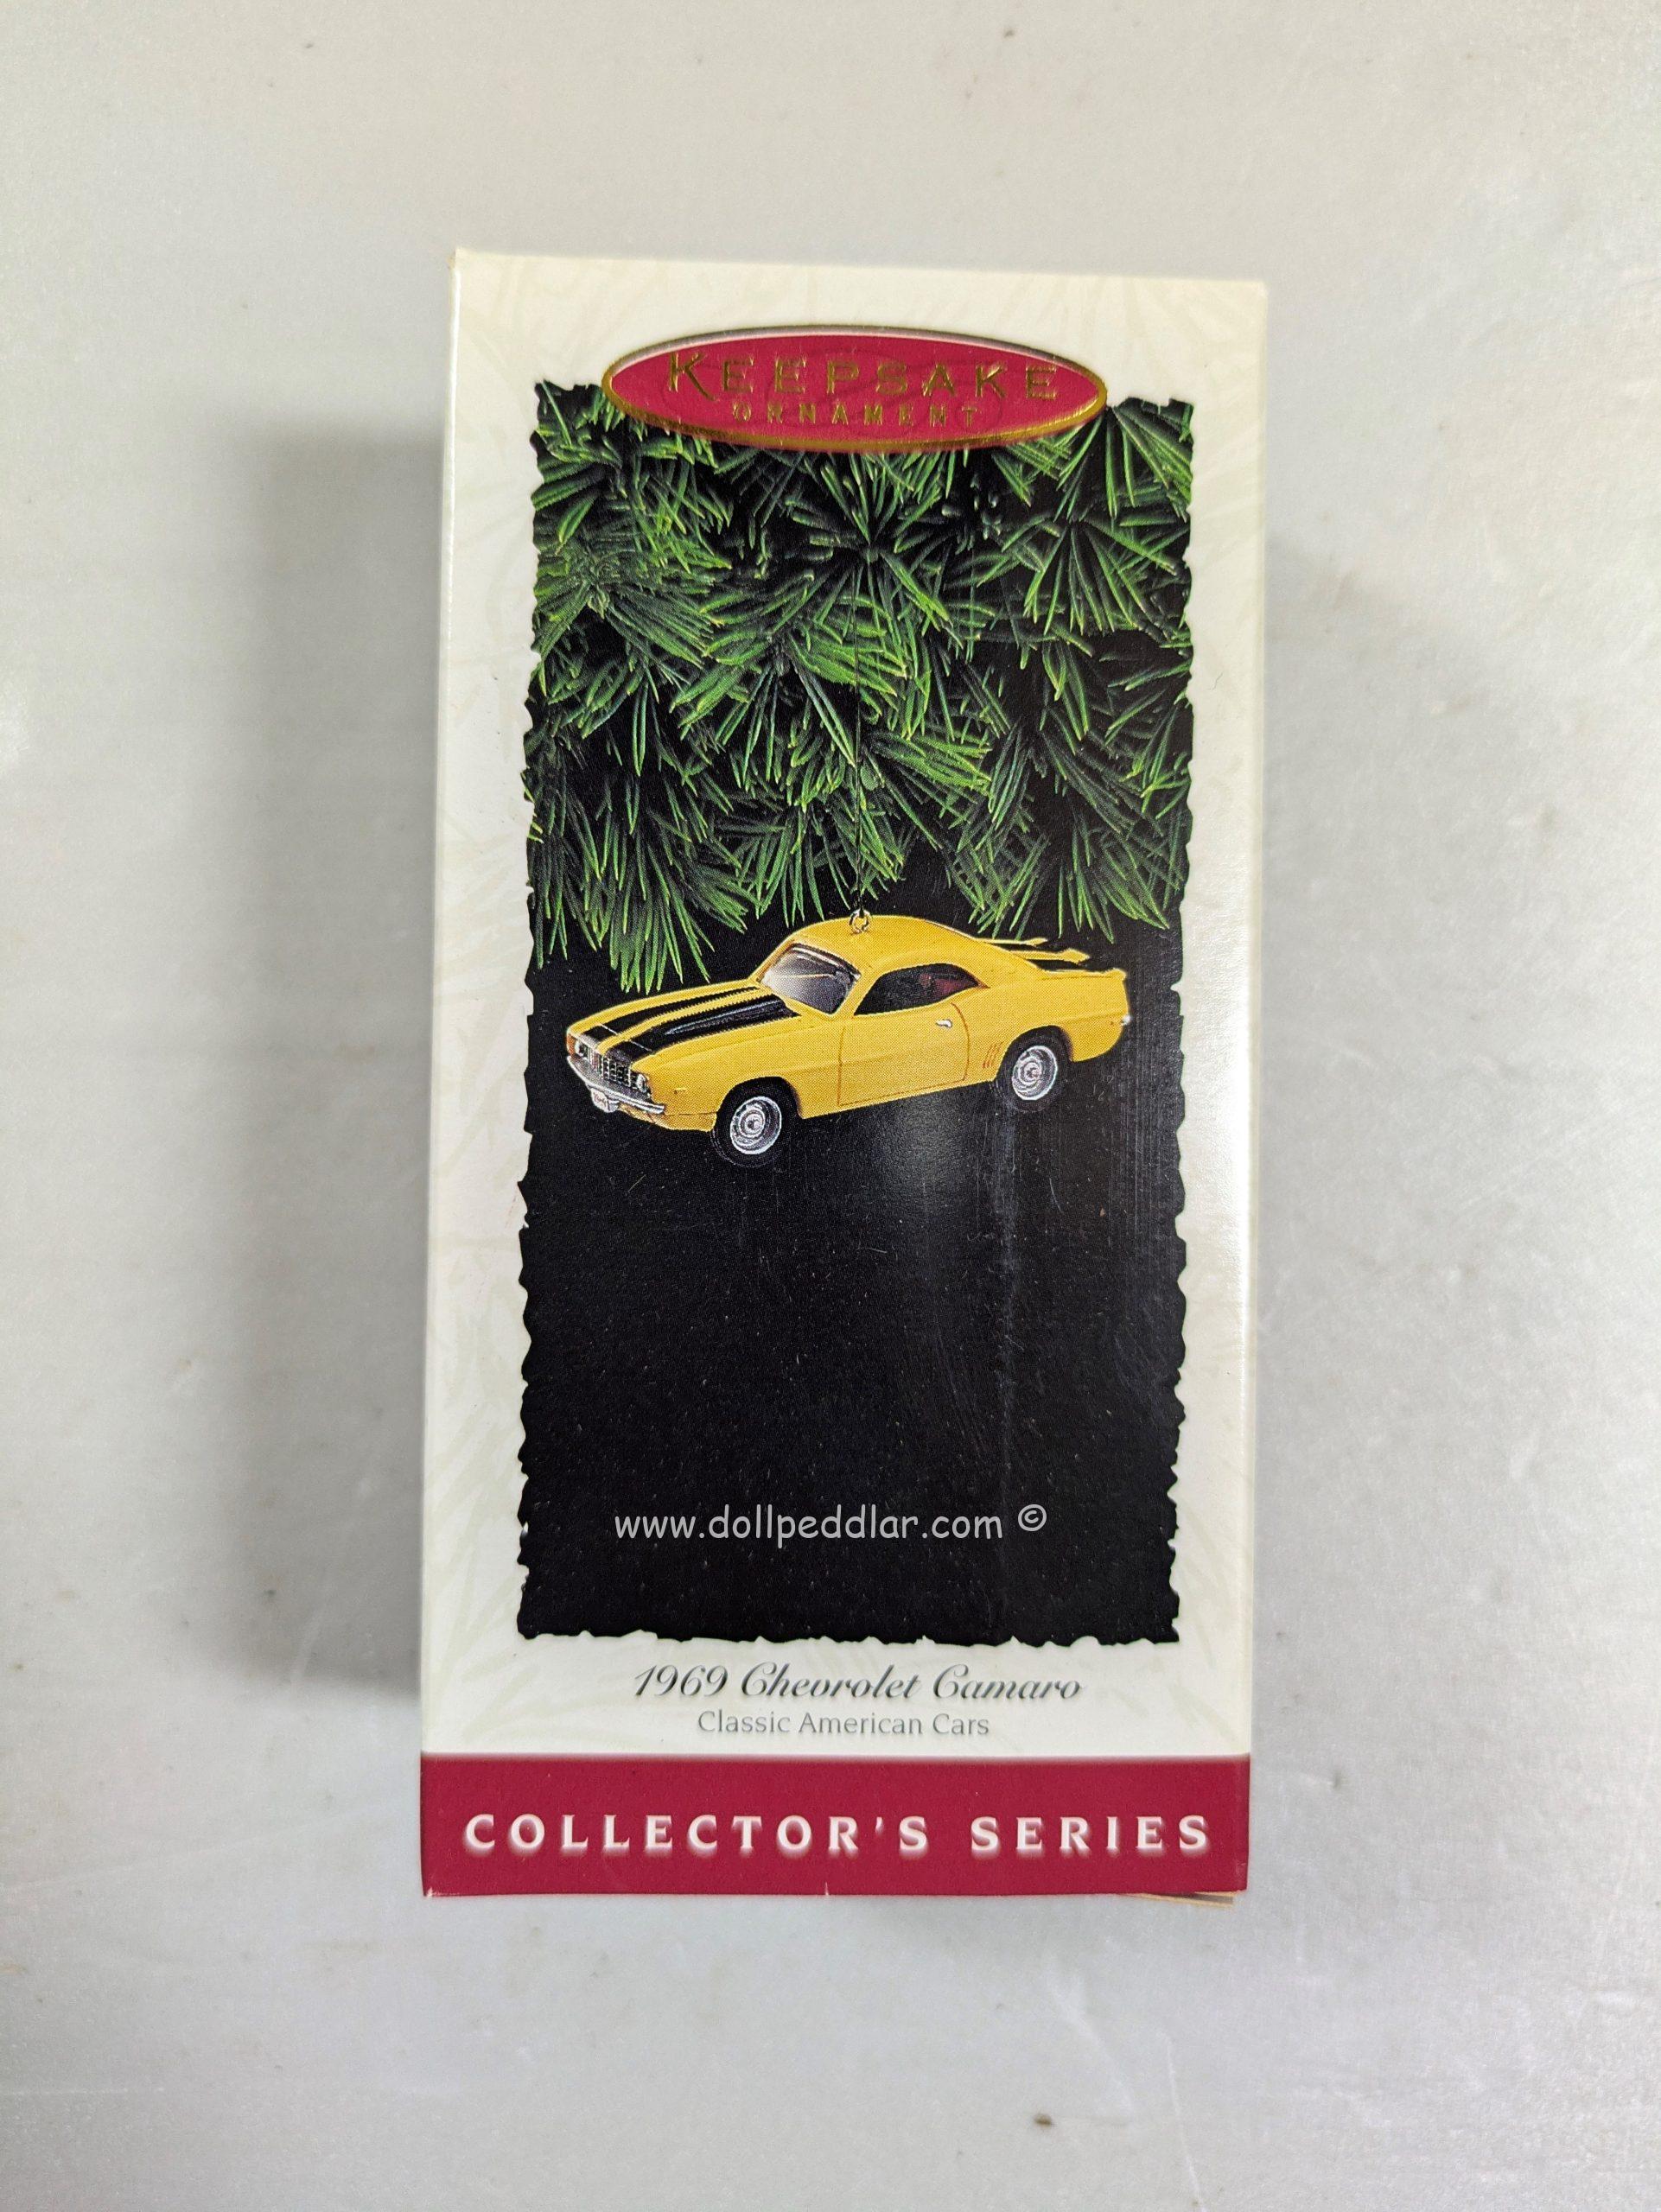 KEEPSAKE
ORNAMENT
www.dollpeddlar.com ©
1969 Chevrolet Camaro
Classic American Cars
COLLECTOR'S SERIES